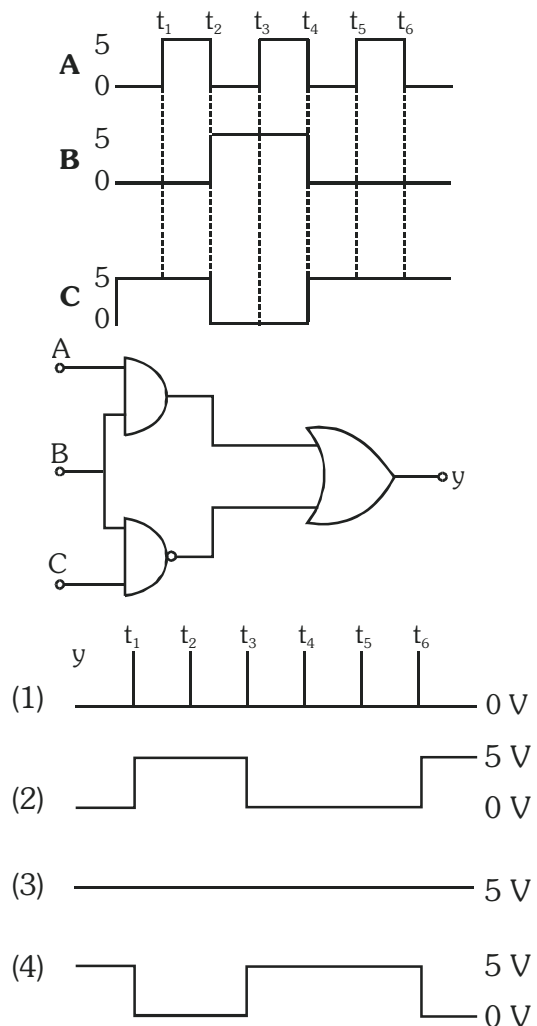 t₁ t₂ t₃ t₄ t₅ t₆
5
A
0
5
B
0
5
C
0
A
B
y
C
t₁ t₂ t₃ t₄ t₅ t₆
y
(1) 0 V
5 V
(2) 0 V
(3) 5 V
(4) 5 V
0 V